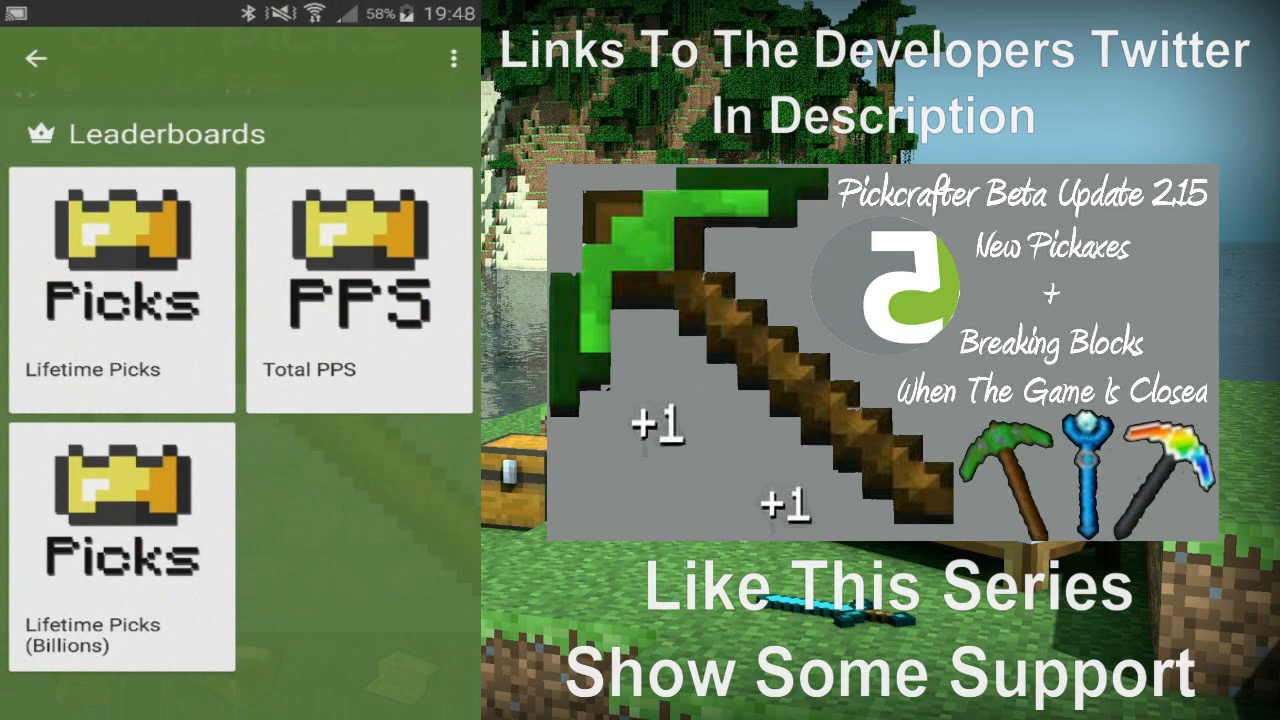 58% 19:48
Leaderboards
Picks
Lifetime Picks
PPS
Total PPS
Picks
Lifetime Picks
(Billions)
Links To The Developers Twitter
In Description
Pickcrafter Beta Update 2.15
New Pickaxes
+
Breaking Blocks
When The Game Is Closed
+1
+1
Like This Series
Show Some Support